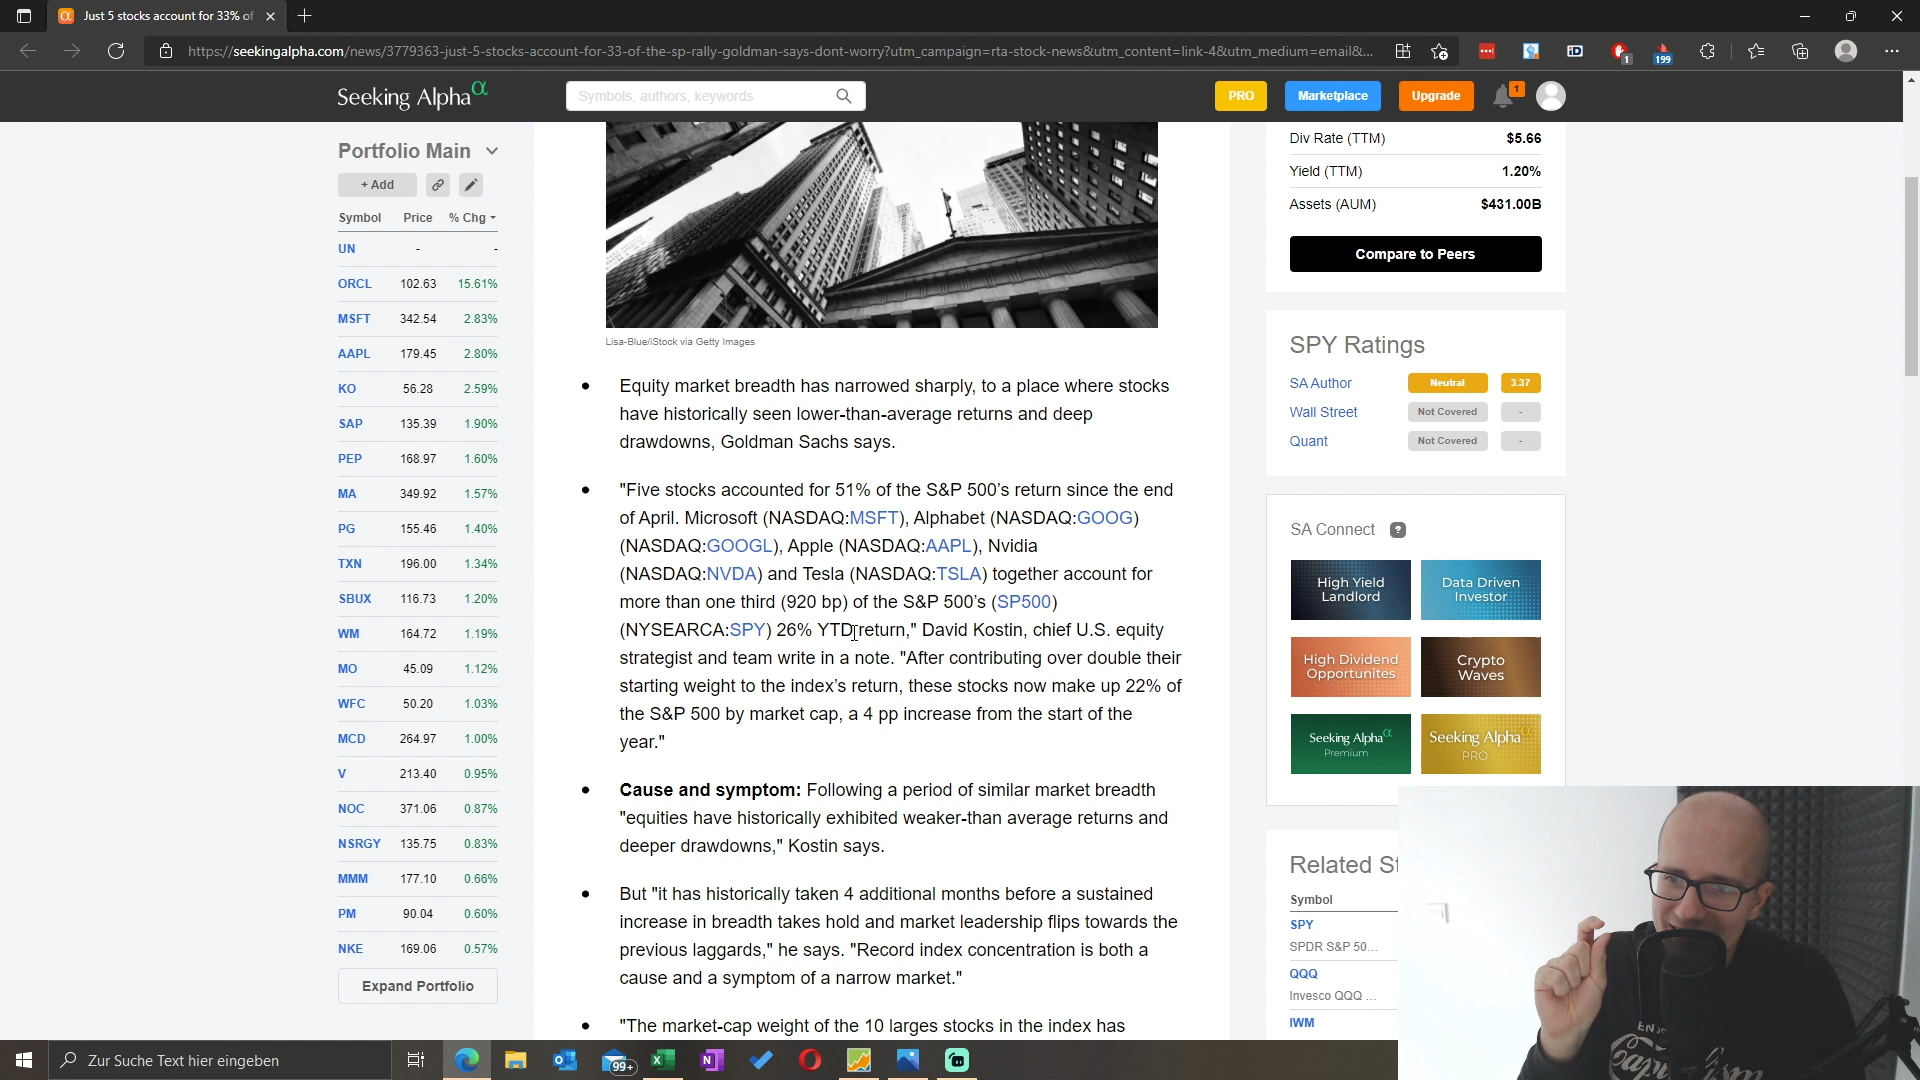 Just 5 stocks account for 33% of
https://seekingalpha.com/news/3779363-just-5-stocks-account-for-33-of-the-sp-rally-goldman-says-dont-worry?utm_campaign=rta-stock-news&utm_content=link-4&utm_medium=email&...
1
199
Seeking Alpha α
Symbols, authors, keywords
PRO
Marketplace
Upgrade
1
Portfolio Main
+ Add
Symbol Price % Chg
UN - -
ORCL 102.63 15.61%
MSFT 342.54 2.83%
AAPL 179.45 2.80%
KO 56.28 2.59%
SAP 135.39 1.90%
PEP 168.97 1.60%
MA 349.92 1.57%
PG 155.46 1.40%
TXN 196.00 1.34%
SBUX 116.73 1.20%
WM 164.72 1.19%
MO 45.09 1.12%
WFC 50.20 1.03%
MCD 264.97 1.00%
V 213.40 0.95%
NOC 371.06 0.87%
NSRGY 135.75 0.83%
MMM 177.10 0.66%
PM 90.04 0.60%
NKE 169.06 0.57%
Expand Portfolio
Lisa-Blue/iStock via Getty Images
• Equity market breadth has narrowed sharply, to a place where stocks
have historically seen lower-than-average returns and deep
drawdowns, Goldman Sachs says.
• "Five stocks accounted for 51% of the S&P 500's return since the end
of April. Microsoft (NASDAQ:MSFT), Alphabet (NASDAQ:GOOG)
(NASDAQ:GOOGL), Apple (NASDAQ:AAPL), Nvidia
(NASDAQ:NVDA) and Tesla (NASDAQ:TSLA) together account for
more than one third (920 bp) of the S&P 500's (SP500)
(NYSEARCA:SPY) 26% YTD return," David Kostin, chief U.S. equity
strategist and team write in a note. "After contributing over double their
starting weight to the index's return, these stocks now make up 22% of
the S&P 500 by market cap, a 4 pp increase from the start of the
year."
• Cause and symptom: Following a period of similar market breadth
"equities have historically exhibited weaker-than average returns and
deeper drawdowns," Kostin says.
• But "it has historically taken 4 additional months before a sustained
increase in breadth takes hold and market leadership flips towards the
previous laggards," he says. "Record index concentration is both a
cause and a symptom of a narrow market."
• "The market-cap weight of the 10 larges stocks in the index has
Div Rate (TTM) $5.66
Yield (TTM) 1.20%
Assets (AUM) $431.00B
Compare to Peers
SPY Ratings
SA Author Neutral 3.37
Wall Street Not Covered -
Quant Not Covered -
SA Connect ?
High Yield
Landlord
Data Driven
Investor
High Dividend
Opportunites
Crypto
Waves
Seeking Alpha α
Premium
Seeking Alpha α
PRO
Related St
Symbol
SPY
SPDR S&P 50...
QQQ
Invesco QQQ ...
IWM
Zur Suche Text hier eingeben
99+